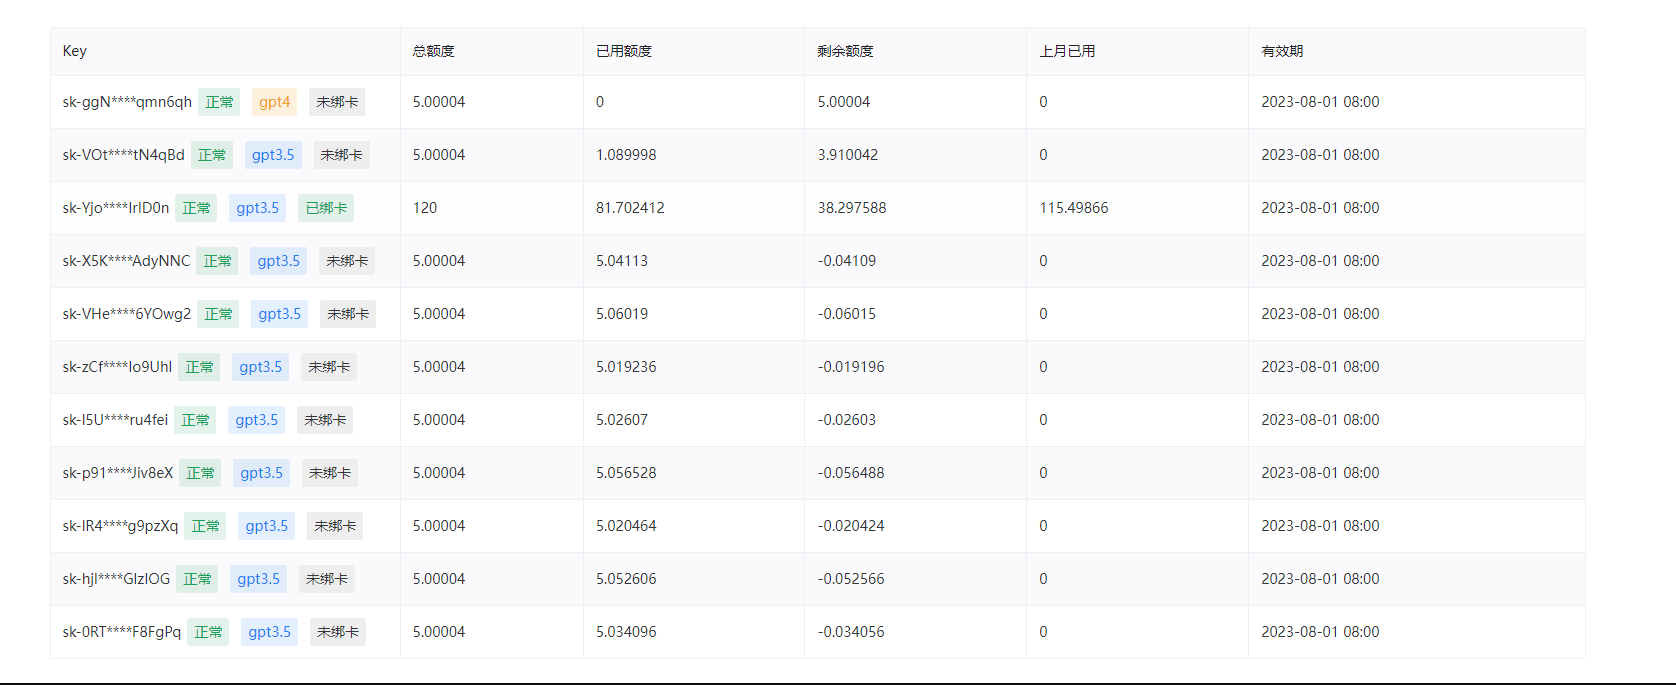 Key 总额度 已用额度 剩余额度 上月已用 有效期
sk-ggN****qmn6qh 正常 gpt4 未绑卡 5.00004 0 5.00004 0 2023-08-01 08:00
sk-VOt****tN4qBd 正常 gpt3.5 未绑卡 5.00004 1.089998 3.910042 0 2023-08-01 08:00
sk-Yjo****lrID0n 正常 gpt3.5 已绑卡 120 81.702412 38.297588 115.49866 2023-08-01 08:00
sk-X5K****AdyNNC 正常 gpt3.5 未绑卡 5.00004 5.04113 -0.04109 0 2023-08-01 08:00
sk-VHe****6YOwg2 正常 gpt3.5 未绑卡 5.00004 5.06019 -0.06015 0 2023-08-01 08:00
sk-zCf****Io9Uhl 正常 gpt3.5 未绑卡 5.00004 5.019236 -0.019196 0 2023-08-01 08:00
sk-I5U****ru4fei 正常 gpt3.5 未绑卡 5.00004 5.02607 -0.02603 0 2023-08-01 08:00
sk-p91****Jiv8eX 正常 gpt3.5 未绑卡 5.00004 5.056528 -0.056488 0 2023-08-01 08:00
sk-IR4****g9pzXq 正常 gpt3.5 未绑卡 5.00004 5.020464 -0.020424 0 2023-08-01 08:00
sk-hjI****GIzIOG 正常 gpt3.5 未绑卡 5.00004 5.052606 -0.052566 0 2023-08-01 08:00
sk-0RT****F8FgPq 正常 gpt3.5 未绑卡 5.00004 5.034096 -0.034056 0 2023-08-01 08:00